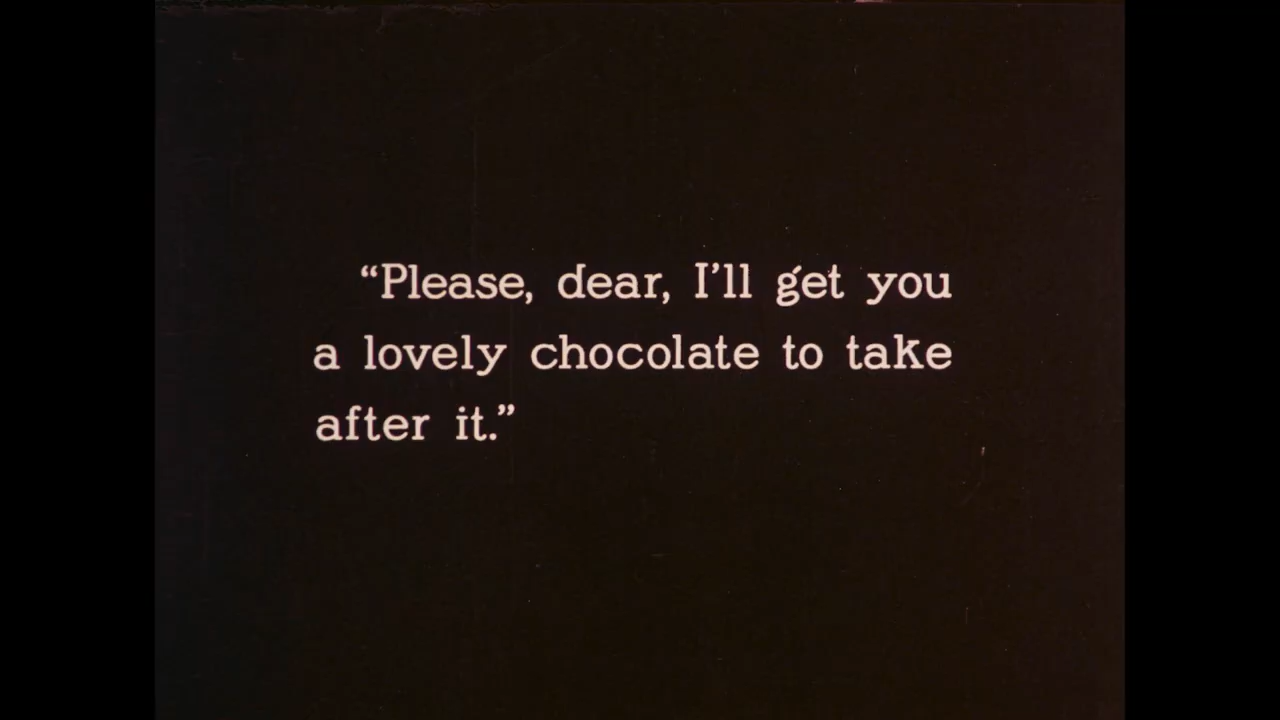 “Please, dear, I’ll get you
a lovely chocolate to take
after it.”